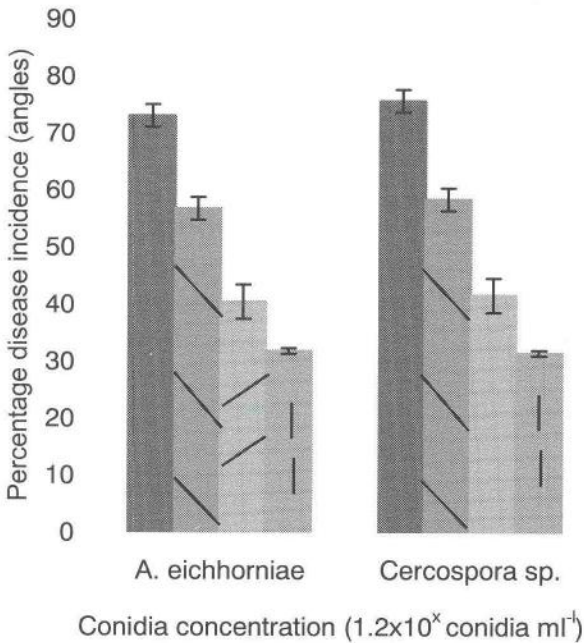 Percentage disease incidence (angles)
90
80
70
60
50
40
30
20
10
0
A. eichhorniae
Cercospora sp.
Conidia concentration (1.2x10ˣ conidia ml⁻¹)